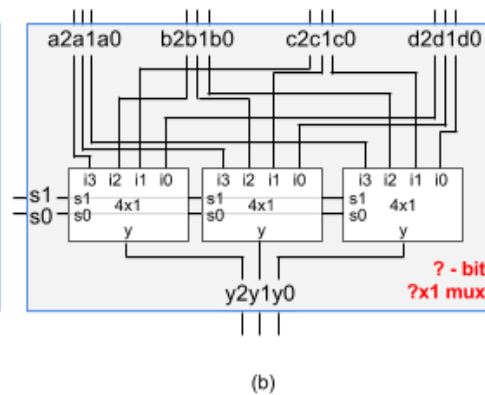 a2a1a0 b2b1b0 c2c1c0 d2d1d0
i3 i2 i1 i0 i3 i2 i1 i0 i3 i2 i1 i0
s1 s1 s1 s1
4x1 4x1 4x1
s0 s0 s0 s0
y y y
? - bit
y2y1y0 ?x1 mux
(b)